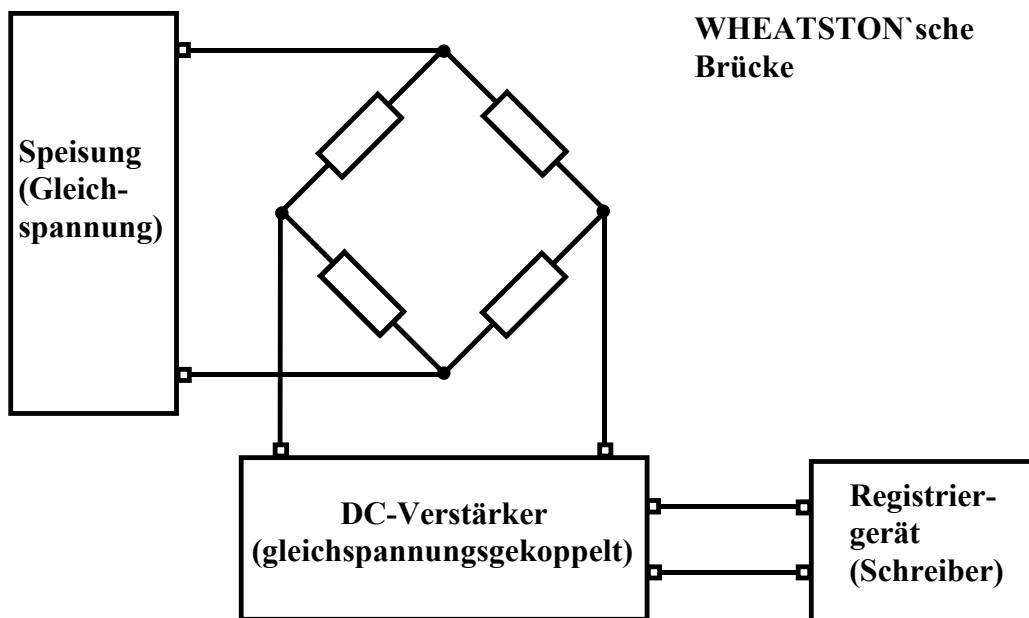 WHEATSTON`sche
Brücke
Speisung
(Gleich-
spannung)
DC-Verstärker
(gleichspannungsgekoppelt)
Registrier-
gerät
(Schreiber)